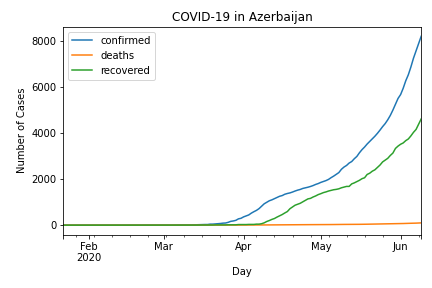 COVID-19 in Azerbaijan
confirmed
deaths
recovered
Number of Cases
8000
6000
4000
2000
0
Feb
2020
Mar
Apr
May
Jun
Day